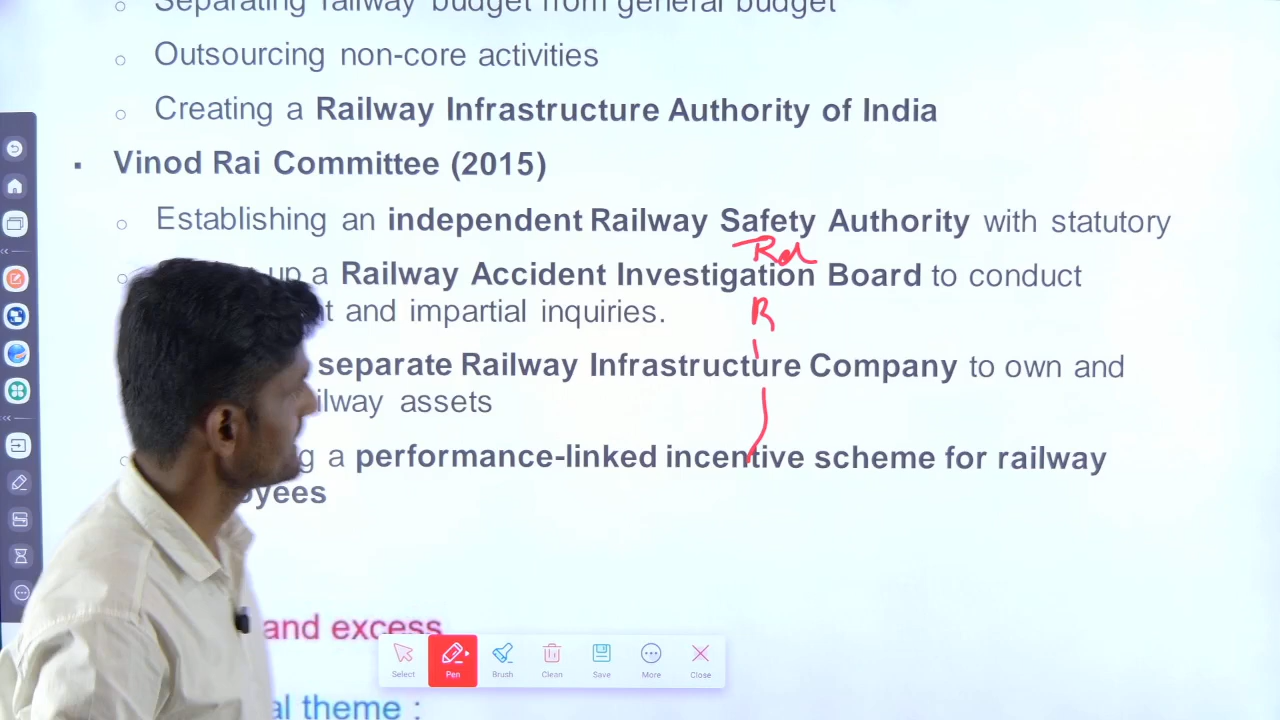 Separating railway budget from general budget
Outsourcing non-core activities
Creating a Railway Infrastructure Authority of India
Vinod Rai Committee (2015)
Establishing an independent Railway Safety Authority with statutory
up a Railway Accident Investigation Board to conduct
and impartial inquiries.
separate Railway Infrastructure Company to own and
assets
a performance-linked incentive scheme for railway
and excess
theme :
Select
Pen
Brush
Clean
Save
More
Close